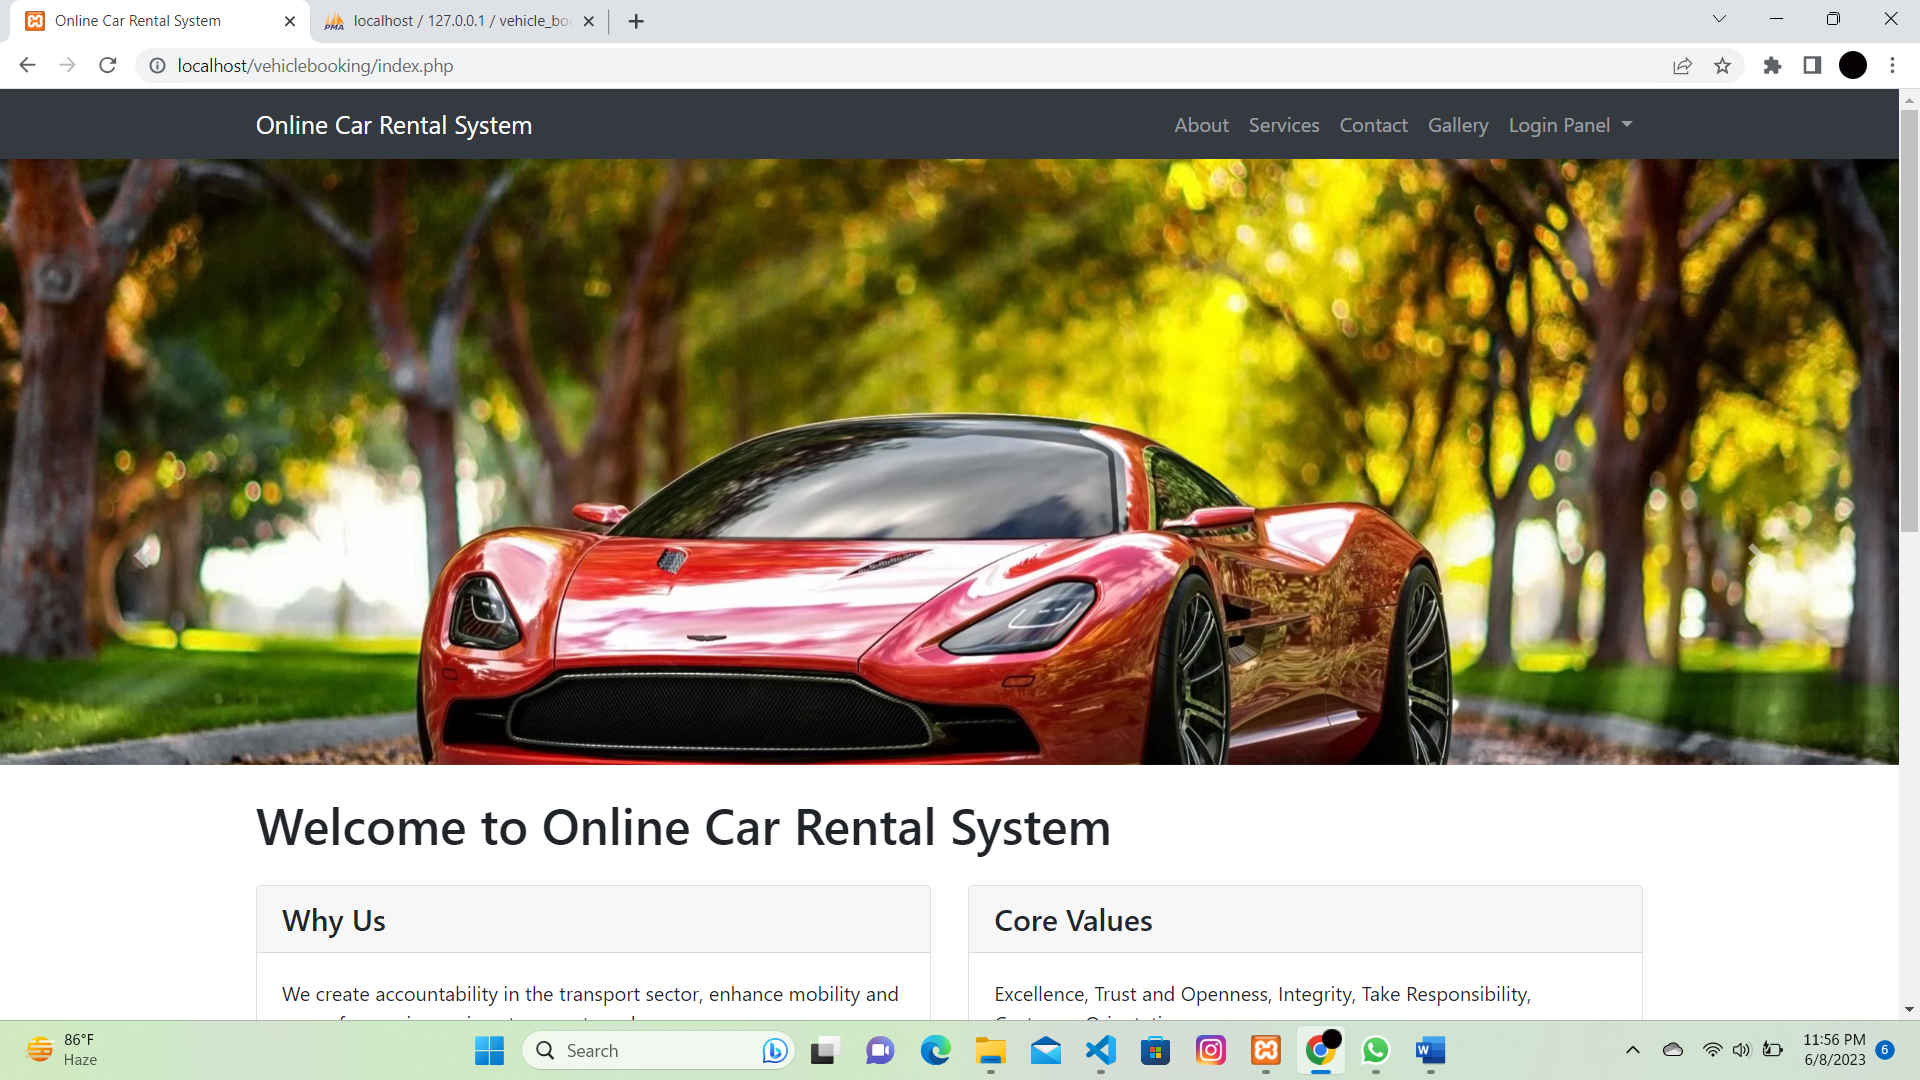 Online Car Rental System
localhost / 127.0.0.1 / vehicle_bo
localhost/vehiclebooking/index.php
Online Car Rental System
About Services Contact Gallery Login Panel
Welcome to Online Car Rental System
Why Us
Core Values
We create accountability in the transport sector, enhance mobility and
Excellence, Trust and Openness, Integrity, Take Responsibility,
86°F
Haze
Search
11:56 PM
6/8/2023
6